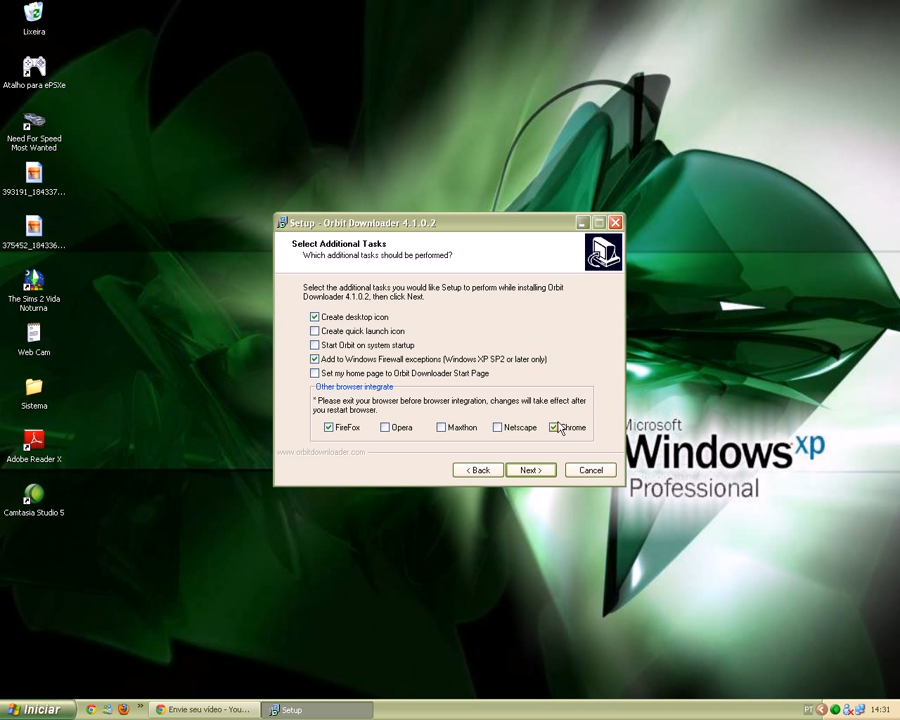 Lixeira
Atalho para ePSXe
Need For Speed
Most Wanted
393191_184337...
375452_184336...
The Sims 2 Vida
Noturna
Web Cam
Sistema
Adobe Reader X
Camtasia Studio 5
Setup - Orbit Downloader 4.1.0.2
Select Additional Tasks
Which additional tasks should be performed?
Select the additional tasks you would like Setup to perform while installing Orbit
Downloader 4.1.0.2, then click Next.
Create desktop icon
Create quick launch icon
Start Orbit on system startup
Add to Windows Firewall exceptions (Windows XP SP2 or later only)
Set my home page to Orbit Downloader Start Page
Other browser integrate
* Please exit your browser before browser integration, changes will take effect after
you restart browser.
FireFox
Opera
Maxthon
Netscape
Chrome
www.orbitdownloader.com
< Back
Next >
Cancel
Microsoft
Windows xp
Professional
Iniciar
»
Envie seu vídeo - You...
Setup
PT
14:31